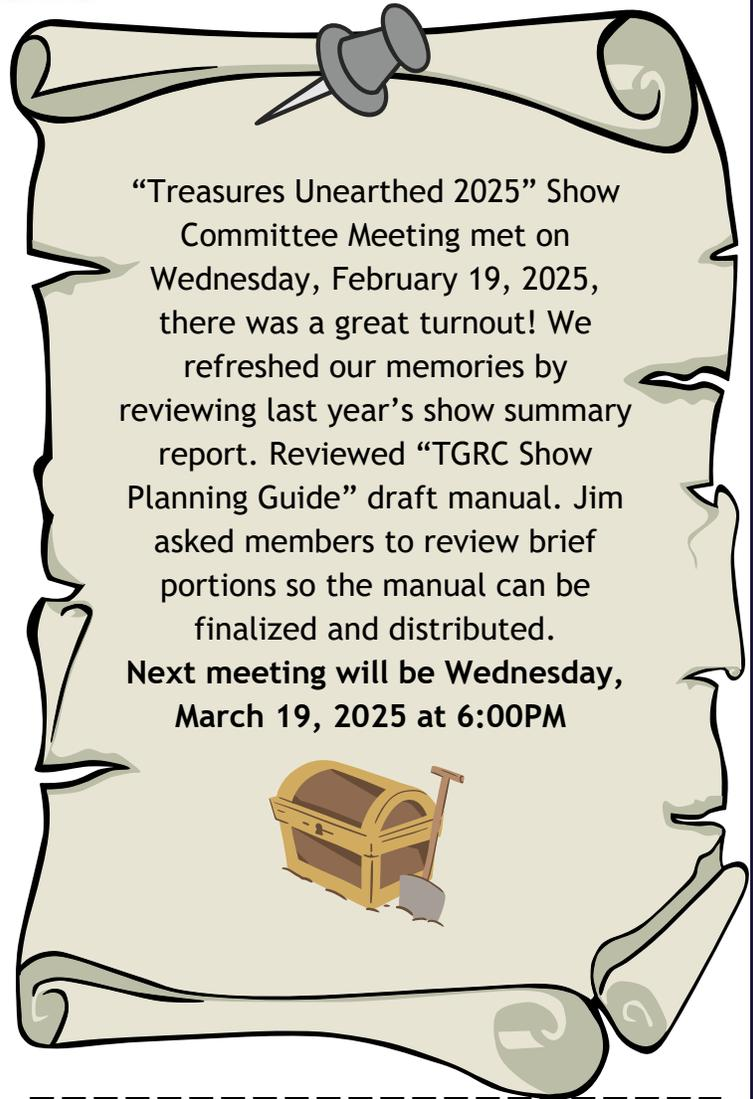 “Treasures Unearthed 2025” Show
Committee Meeting met on
Wednesday, February 19, 2025,
there was a great turnout! We
refreshed our memories by
reviewing last year’s show summary
report. Reviewed “TGRC Show
Planning Guide” draft manual. Jim
asked members to review brief
portions so the manual can be
finalized and distributed.
Next meeting will be Wednesday,
March 19, 2025 at 6:00PM